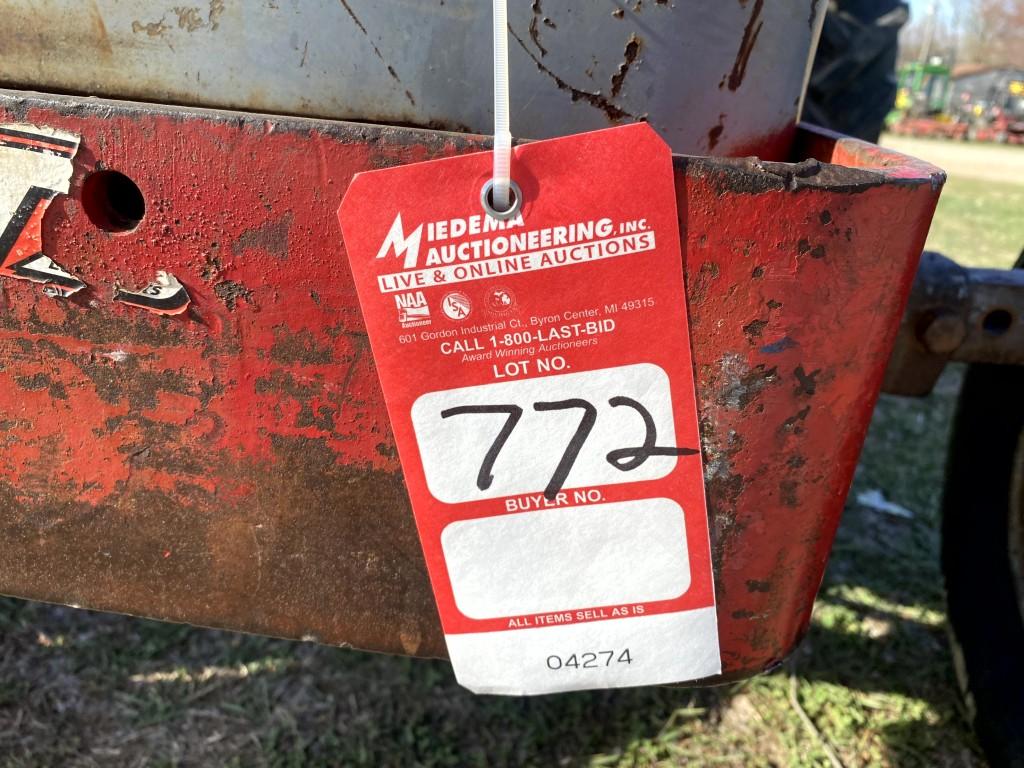 MIEDEMA
AUCTIONEERING, INC.
LIVE & ONLINE AUCTIONS
NAA
Auctioneer
601 Gordon Industrial Ct., Byron Center, MI 49315
CALL 1-800-LAST-BID
Award Winning Auctioneers
LOT NO.
772
BUYER NO.
ALL ITEMS SELL AS IS
04274